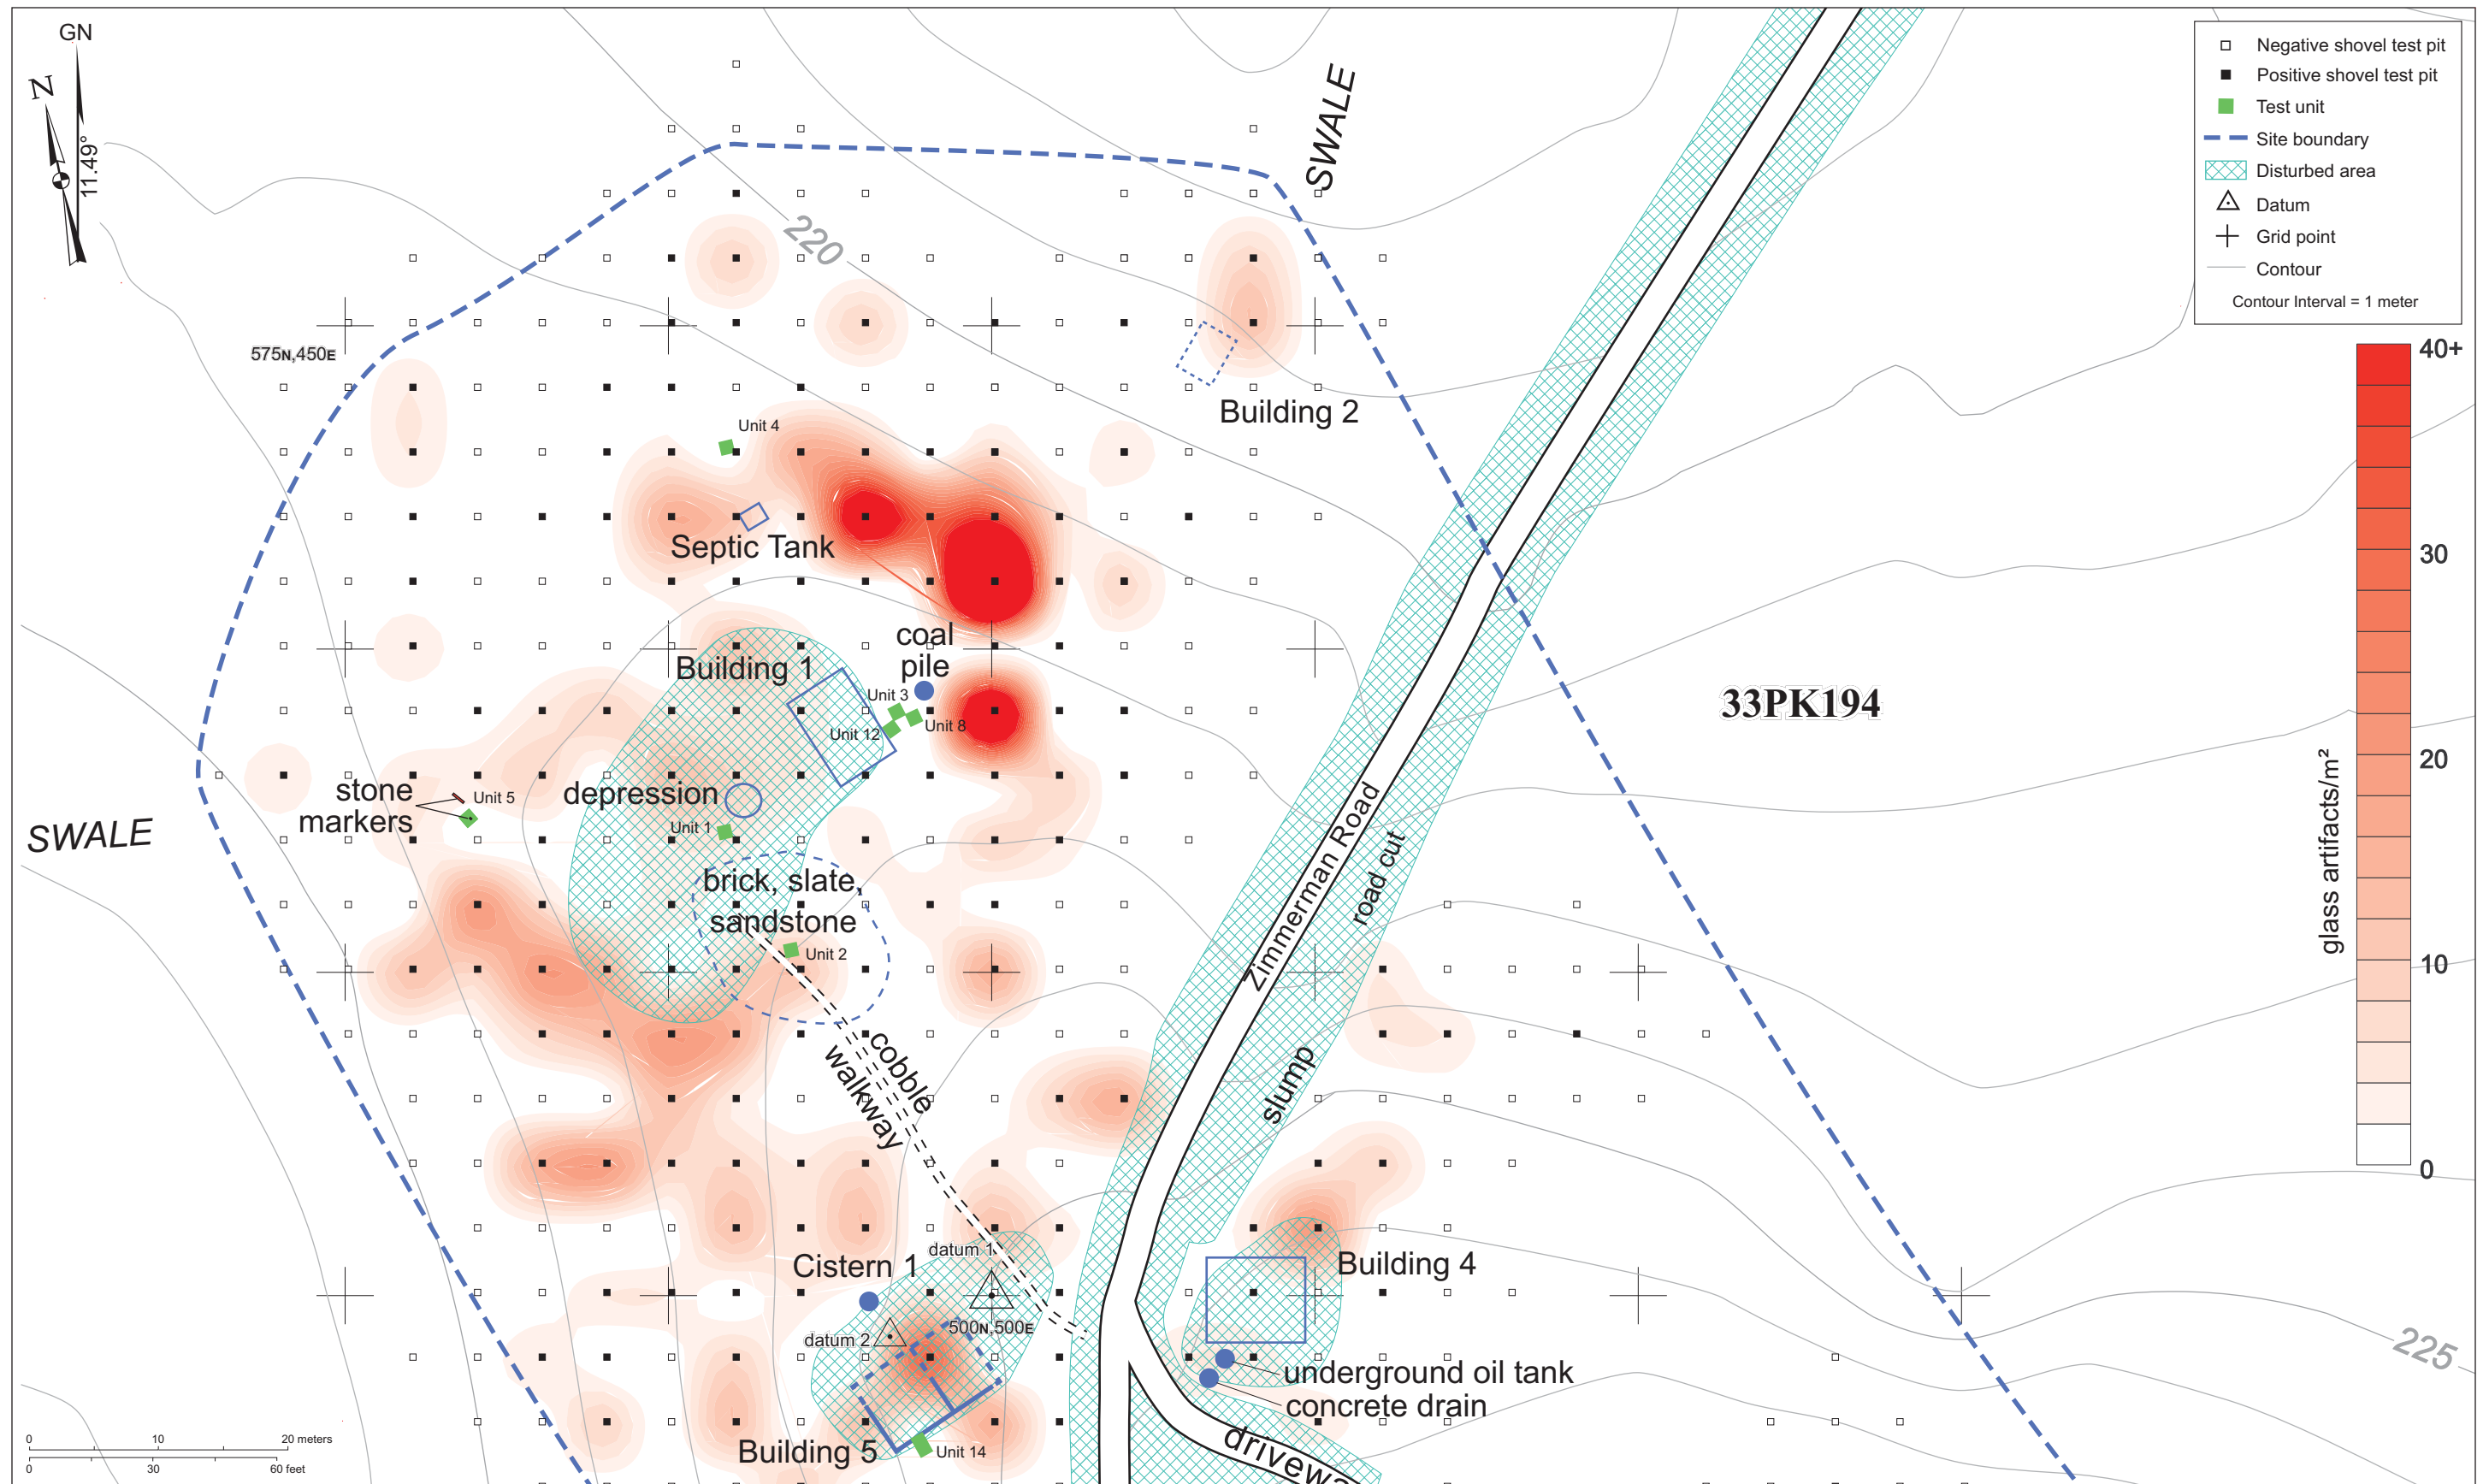 GN
N
11.49°
SWALE
220
575N,450E
Building 2
Unit 4
Septic Tank
coal
pile
Building 1
Unit 3
Unit 8
Unit 12
depression
stone
markers
Unit 5
Unit 1
SWALE
brick, slate,
sandstone
Unit 2
cobble
walkway
Zimmerman Road
road cut
slump
33PK194
datum 1
Cistern 1
500N,500E
datum 2
Building 4
underground oil tank
concrete drain
Building 5
Unit 14
drivewa
225
0 10 20 meters
0 30 60 feet
Negative shovel test pit
Positive shovel test pit
Test unit
Site boundary
Disturbed area
Datum
Grid point
Contour
Contour Interval = 1 meter
40+
30
20
10
0
glass artifacts/m²